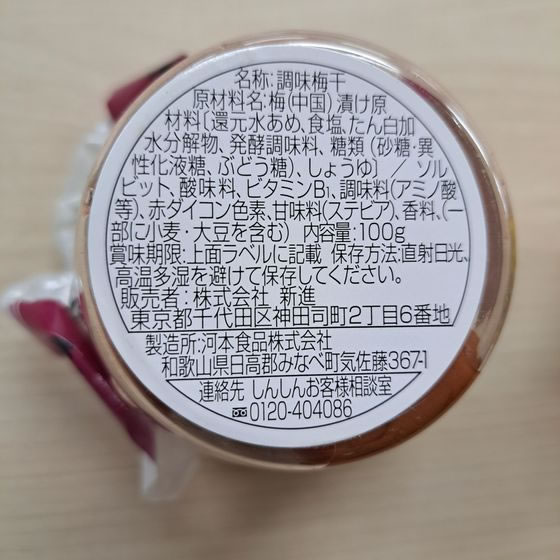 名称:調味梅干
原材料名:梅(中国)漬け原
材料〔還元水あめ、食塩、たん白加
水分解物、発酵調味料、糖類(砂糖・異
性化液糖、ぶどう糖)、しょうゆ〕/ソル
ビット、酸味料、ビタミンB₁、調味料(アミノ酸
等)、赤ダイコン色素、甘味料(ステビア)、香料、(一
部に小麦・大豆を含む) 内容量:100g
賞味期限:上面ラベルに記載 保存方法:直射日光、
高温多湿を避けて保存してください。
販売者:株式会社 新進
東京都千代田区神田司町2丁目6番地
製造所:河本食品株式会社
和歌山県日高郡みなべ町気佐藤367-1
連絡先 しんしんお客様相談室
0120-404086